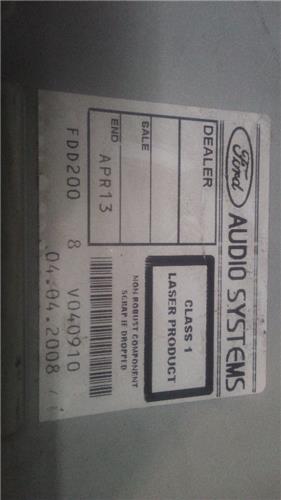 Ford AUDIO SYSTEMS
DEALER
SALE
END APR13
CLASS 1
LASER PRODUCT
NON ROBUST COMPONENT
SCRAP IF DROPPED
FDD200 8 V040910
04.04.2008